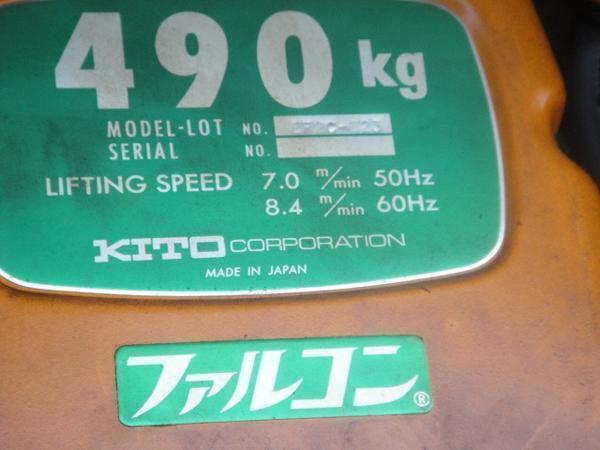 490 kg
MODEL-LOT NO.
SERIAL NO.
LIFTING SPEED 7.0 m/min 50Hz
8.4 m/min 60Hz
KITO CORPORATION
MADE IN JAPAN
ファルコン®